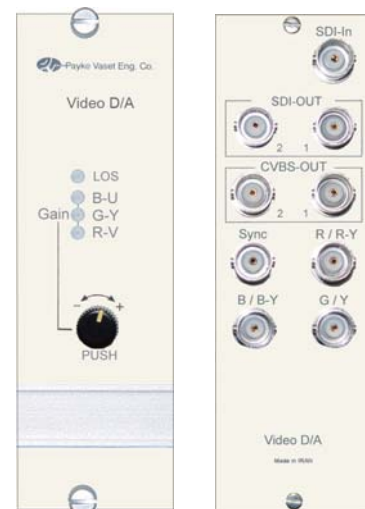 Payko Vaset Eng. Co.
Video D/A
LOS
B-U
Gain G-Y
R-V
- +
PUSH
SDI-In
SDI-OUT
2 1
CVBS-OUT
2 1
Sync R / R-Y
B / B-Y G / Y
Video D/A
Made in IRAN